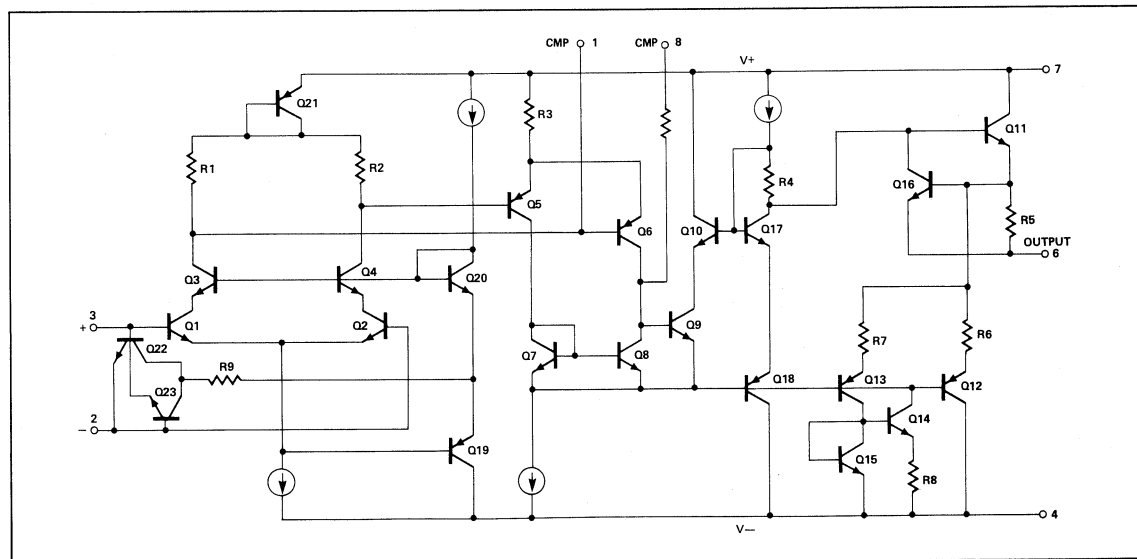 CMP 1 CMP 8
V+
7
Q21
R3
Q11
R1
R2
R4
Q16
Q5
R5
Q6
Q10
Q17
OUTPUT
6
Q3
Q4
Q20
3
+
Q1
Q2
Q9
R7
R6
Q22
R9
Q7
Q8
Q23
Q18
Q13
Q12
2
−
Q14
Q19
Q15
R8
V−
4